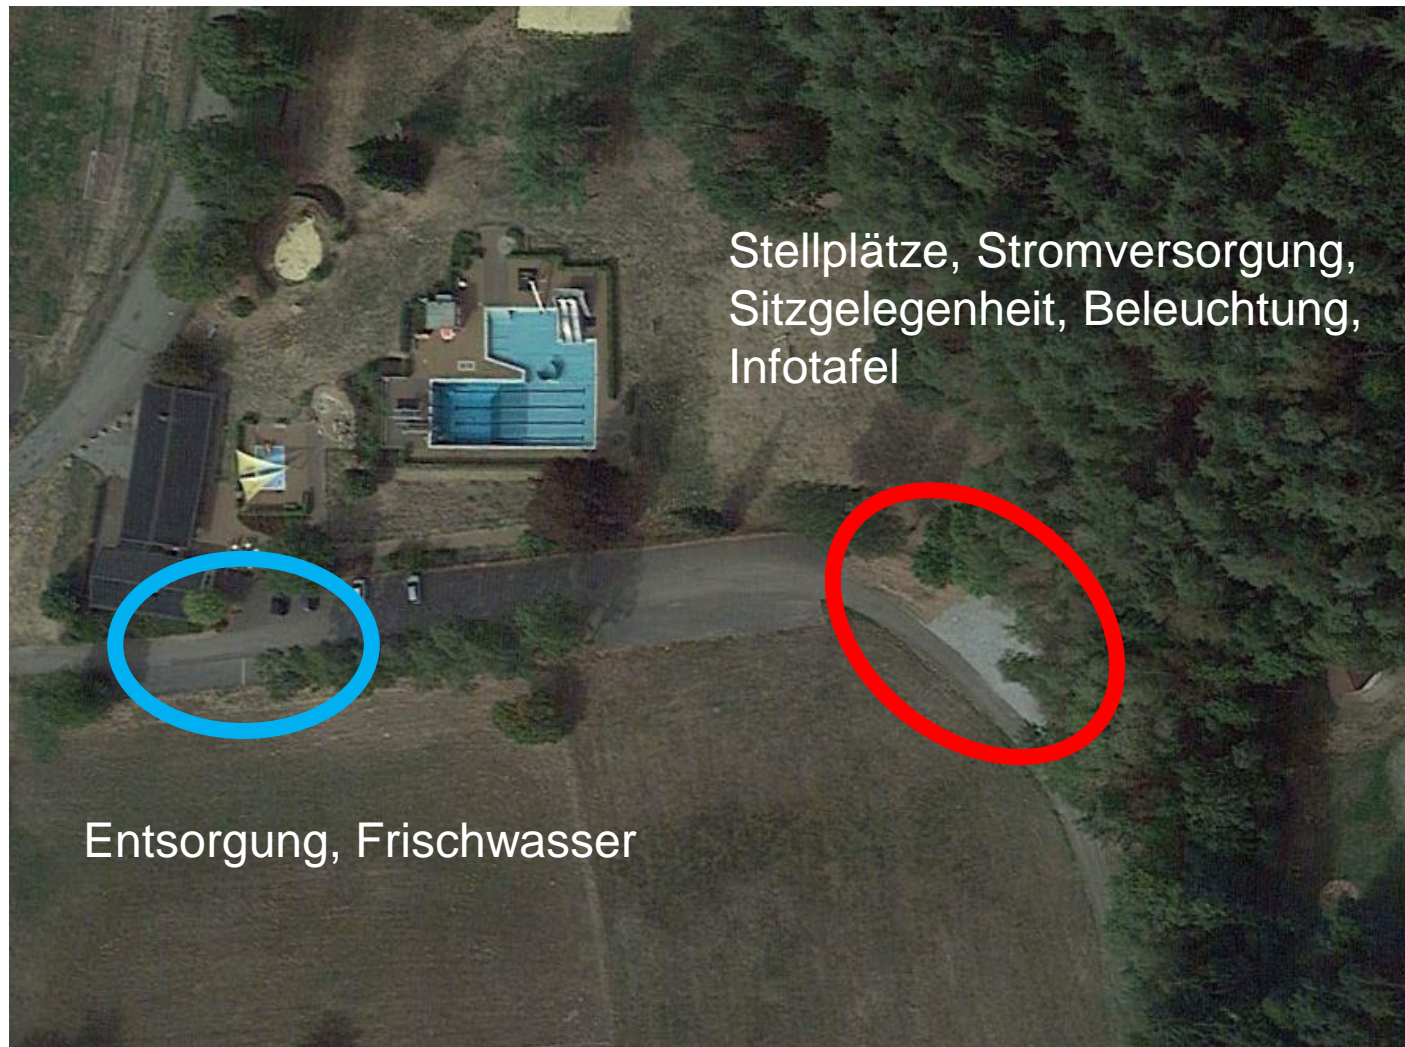 Stellplätze, Stromversorgung,
Sitzgelegenheit, Beleuchtung,
Infotafel
Entsorgung, Frischwasser